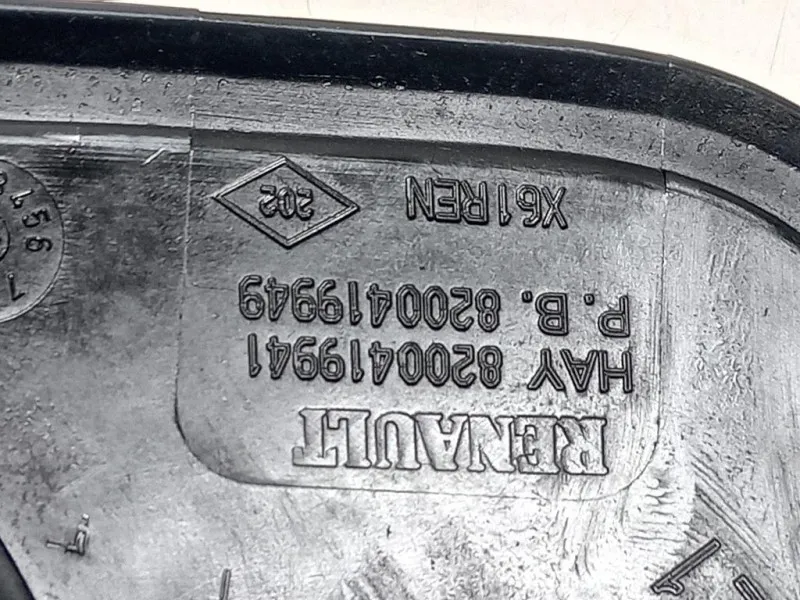 RENAULT
HAY 8200419941
P.B. 8200419949
X61REN 202